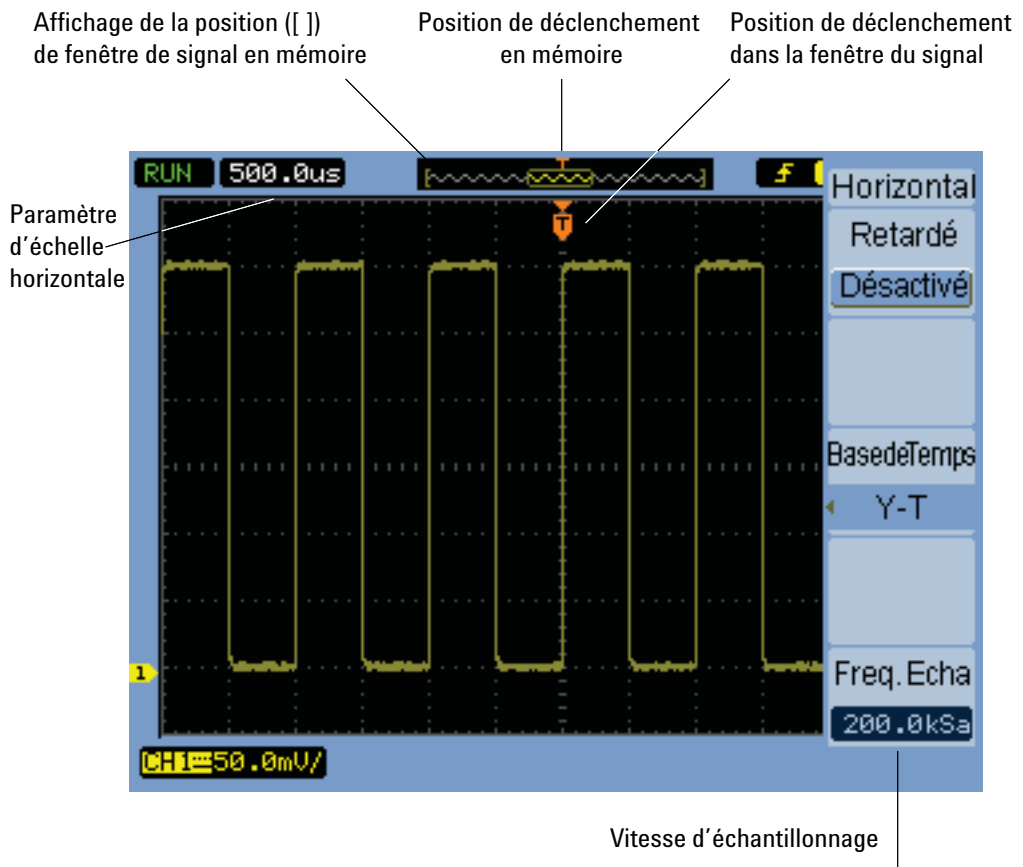 Affichage de la position ([ ])
de fenêtre de signal en mémoire
Position de déclenchement
en mémoire
Position de déclenchement
dans la fenêtre du signal
Paramètre
d'échelle
horizontale
RUN
500.0us
T
Horizontal
Retardé
Désactivé
T
BasedeTemps
Y-T
1
Freq.Echa
200.0kSa
CH1 50.0mV/
Vitesse d'échantillonnage